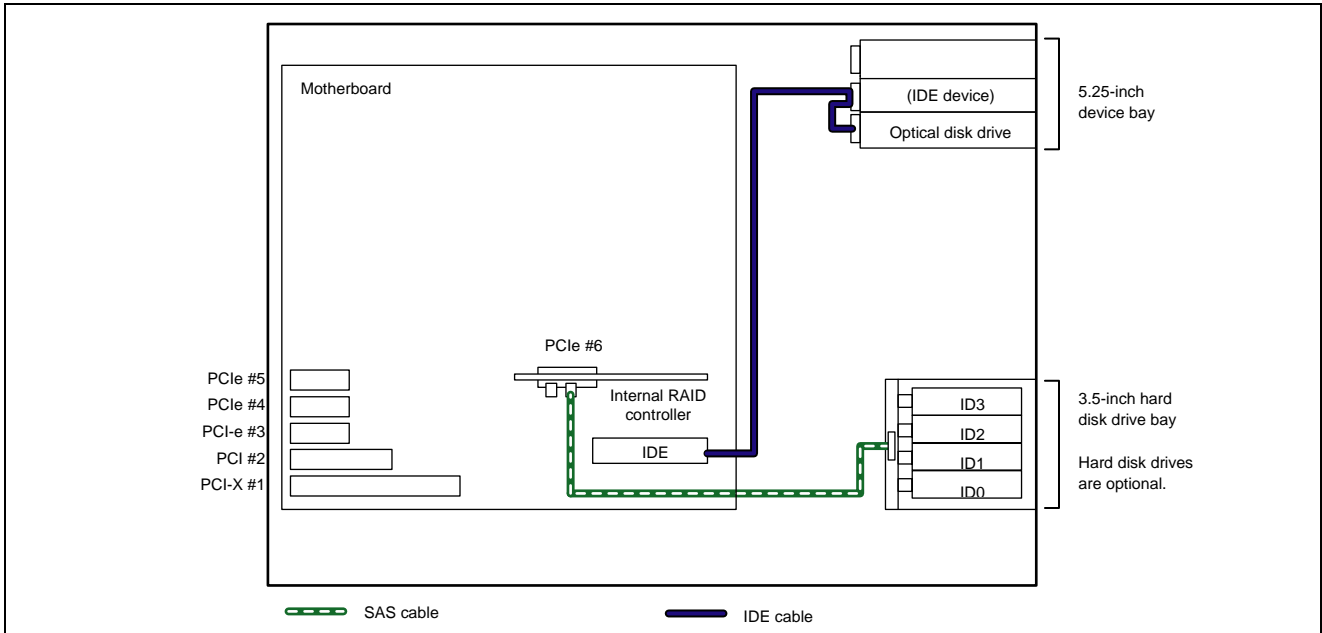 Motherboard
(IDE device)
Optical disk drive
5.25-inch
device bay
PCIe #6
Internal RAID
controller
IDE
PCIe #5
PCIe #4
PCI-e #3
PCI #2
PCI-X #1
ID3
ID2
ID1
ID0
3.5-inch hard
disk drive bay
Hard disk drives
are optional.
SAS cable
IDE cable